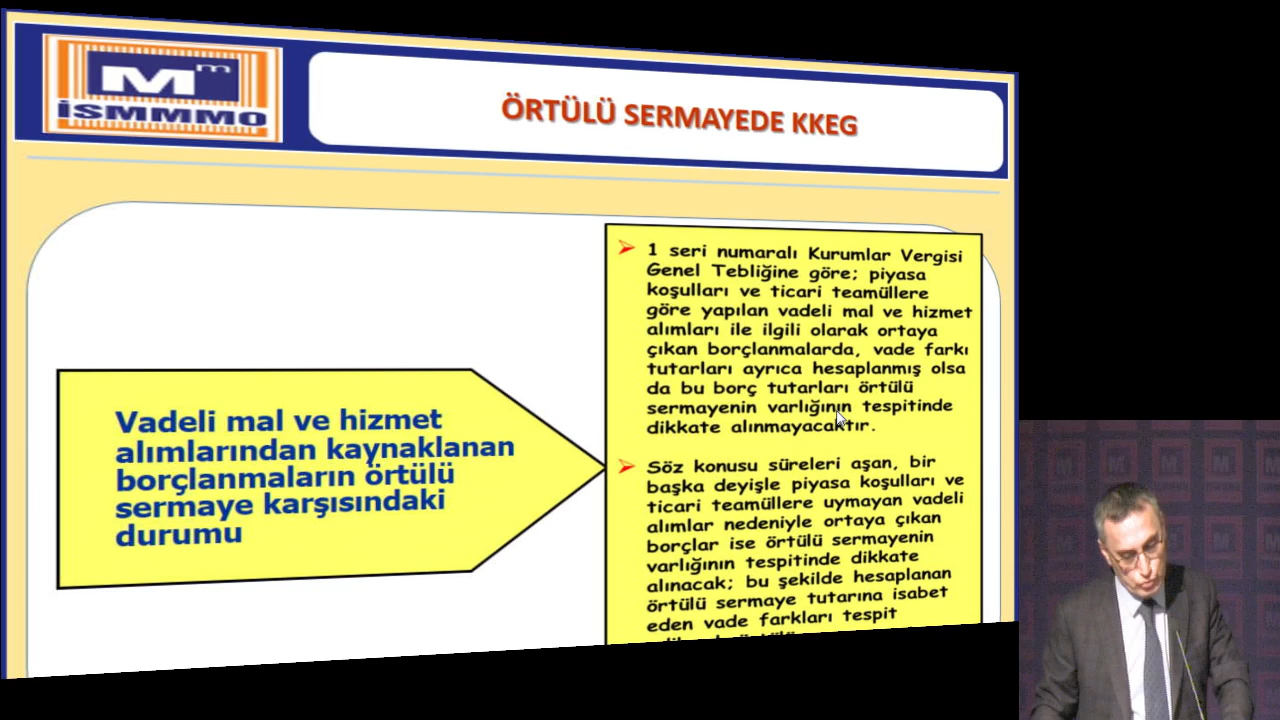 Mm
İSMMMO
ÖRTÜLÜ SERMAYEDE KKEG
Vadeli mal ve hizmet
alımlarından kaynaklanan
borçlanmaların örtülü
sermaye karşısındaki
durumu
1 seri numaralı Kurumlar Vergisi
Genel Tebliğine göre; piyasa
koşulları ve ticari teamüllere
göre yapılan vadeli mal ve hizmet
alımları ile ilgili olarak ortaya
çıkan borçlanmalarda, vade farkı
tutarları ayrıca hesaplanmış olsa
da bu borç tutarları örtülü
sermayenin varlığının tespitinde
dikkate alınmayacaktır.
Söz konusu süreleri aşan, bir
başka deyişle piyasa koşulları ve
ticari teamüllere uymayan vadeli
alımlar nedeniyle ortaya çıkan
borçlar ise örtülü sermayenin
varlığının tespitinde dikkate
alınacak; bu şekilde hesaplanan
örtülü sermaye tutarına isabet
eden vade farkları tespit